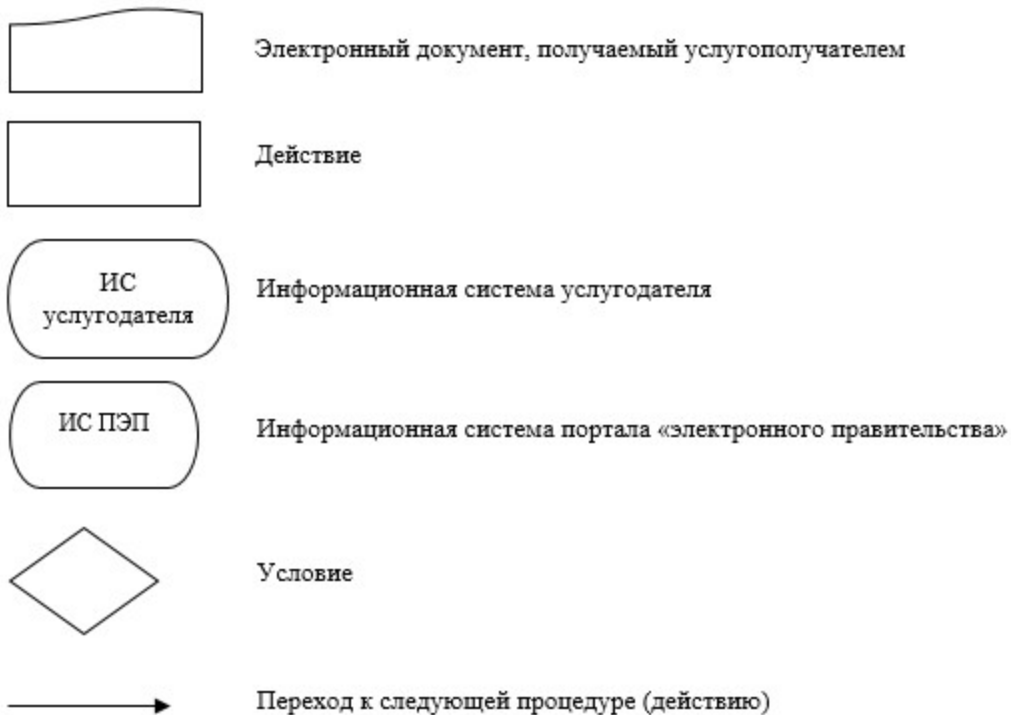 Электронный документ, получаемый услугополучателем
Действие
ИС
услугодателя
Информационная система услугодателя
ИС ПЭП
Информационная система портала «электронного правительства»
Условие
Переход к следующей процедуре (действию)